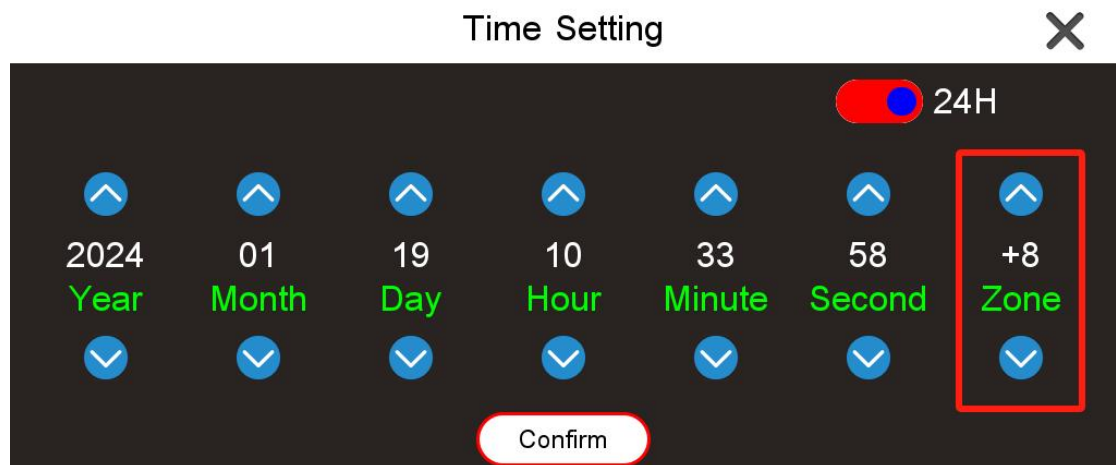 Time Setting
24H
2024 01 19 10 33 58 +8
Year Month Day Hour Minute Second Zone
Confirm